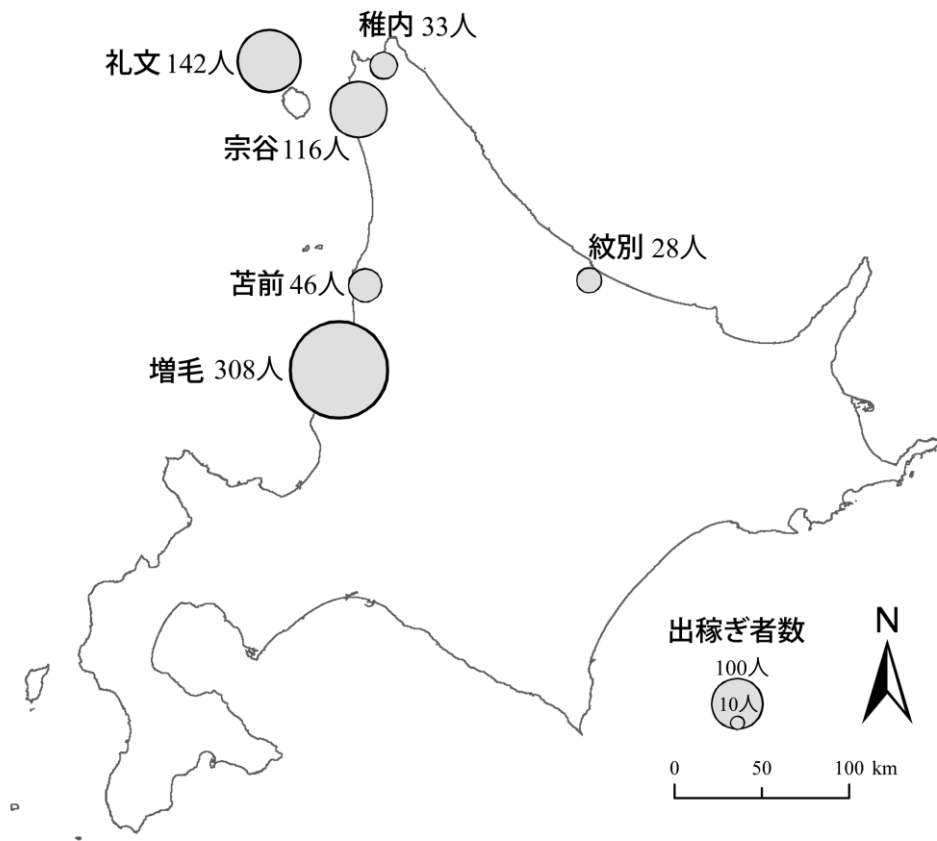 稚内 33人
礼文 142人
宗谷 116人
紋別 28人
苫前 46人
増毛 308人
出稼ぎ者数
100人
10人
N
0 50 100 km